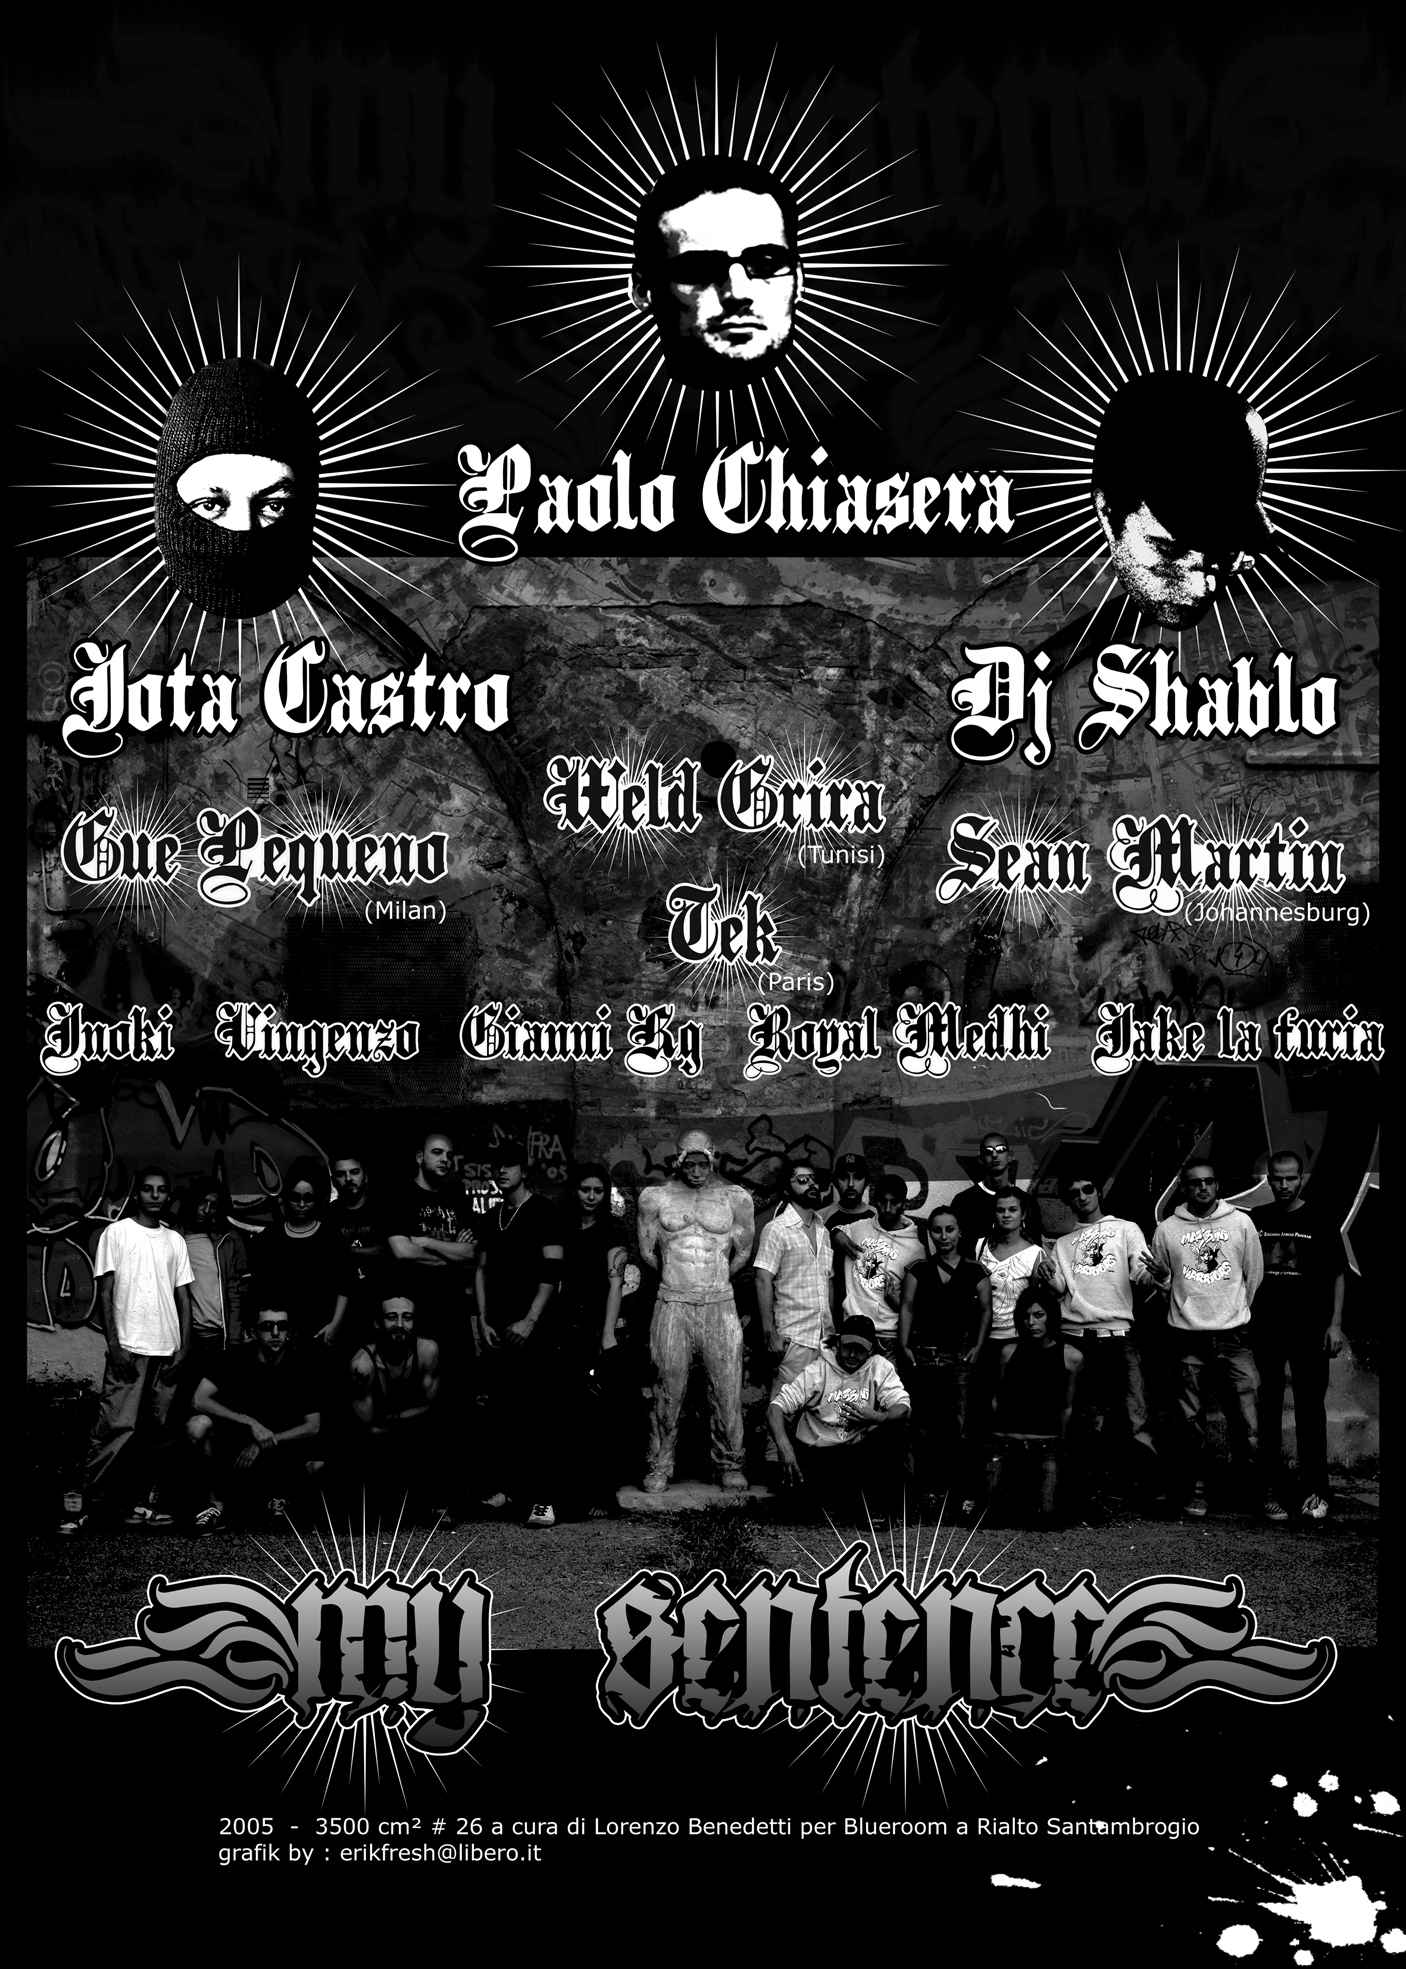 Paolo Chiasera
Jota Castro
Dj Shablo
Weld Grira
(Tunisi)
Gue Pequeno
(Milan)
Sean Martin
(Johannesburg)
Tek
(Paris)
Inoki Vingenzo Gianni Kg Royal Medhi Jake la furia
my sentence
2005 - 3500 cm² # 26 a cura di Lorenzo Benedetti per Blueroom a Rialto Santambrogio
grafik by : erikfresh@libero.it